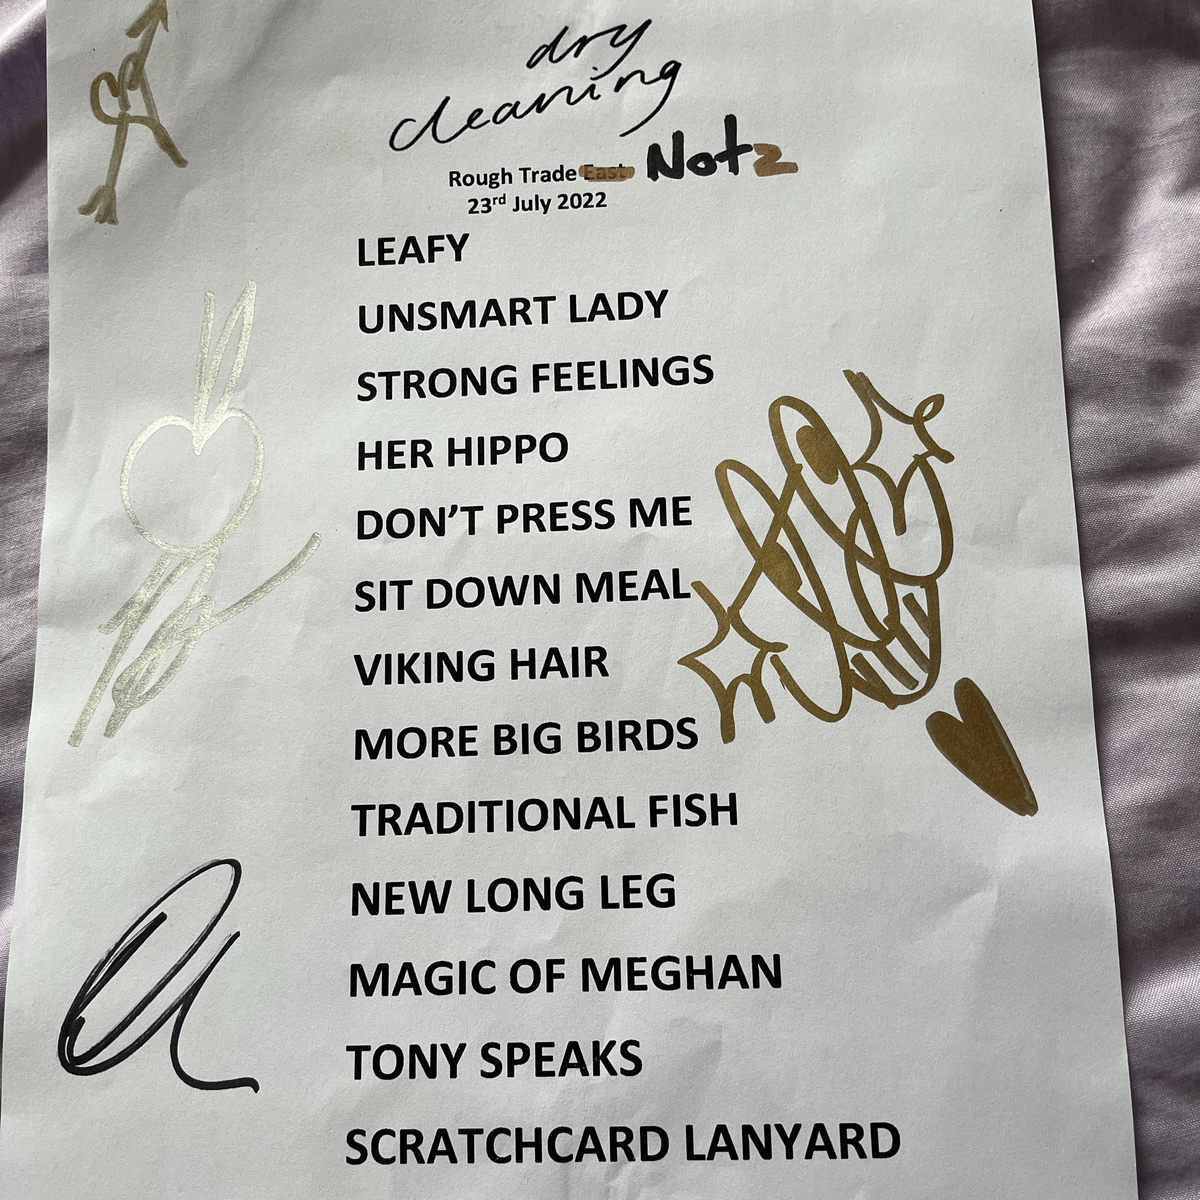 dry
cleaning
Rough Trade East Notz
23rd July 2022
LEAFY
UNSMART LADY
STRONG FEELINGS
HER HIPPO
DON'T PRESS ME
SIT DOWN MEAL
VIKING HAIR
MORE BIG BIRDS
TRADITIONAL FISH
NEW LONG LEG
MAGIC OF MEGHAN
TONY SPEAKS
SCRATCHCARD LANYARD